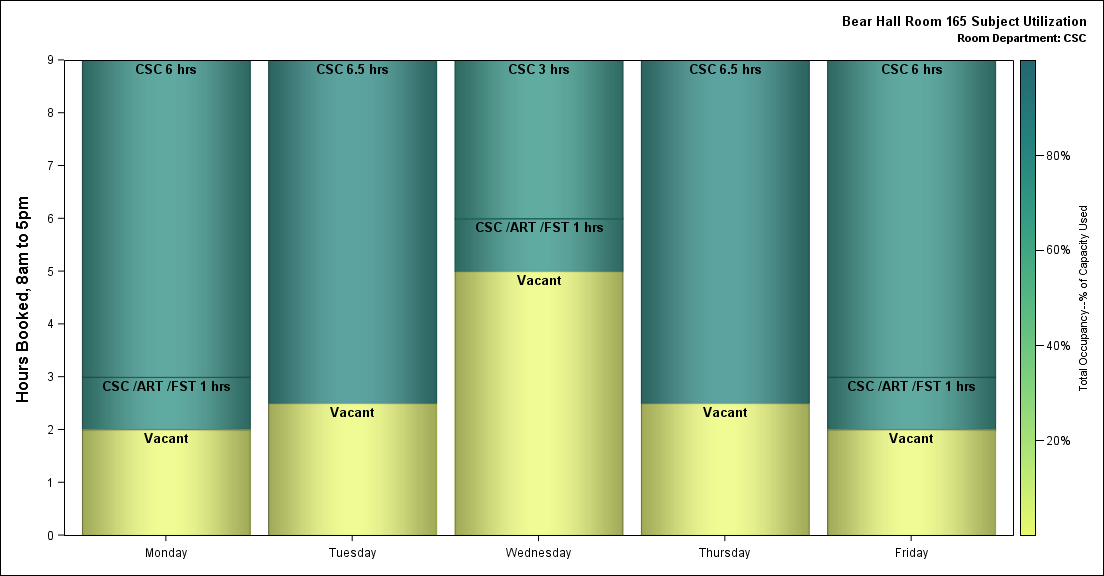 Bear Hall Room 165 Subject Utilization
Room Department: CSC
Hours Booked, 8am to 5pm
9
8
7
6
5
4
3
2
1
0
CSC 6 hrs
CSC /ART /FST 1 hrs
Vacant
CSC 6.5 hrs
Vacant
CSC 3 hrs
CSC /ART /FST 1 hrs
Vacant
CSC 6.5 hrs
Vacant
CSC 6 hrs
CSC /ART /FST 1 hrs
Vacant
Monday
Tuesday
Wednesday
Thursday
Friday
80%
60%
40%
20%
Total Occupancy--% of Capacity Used